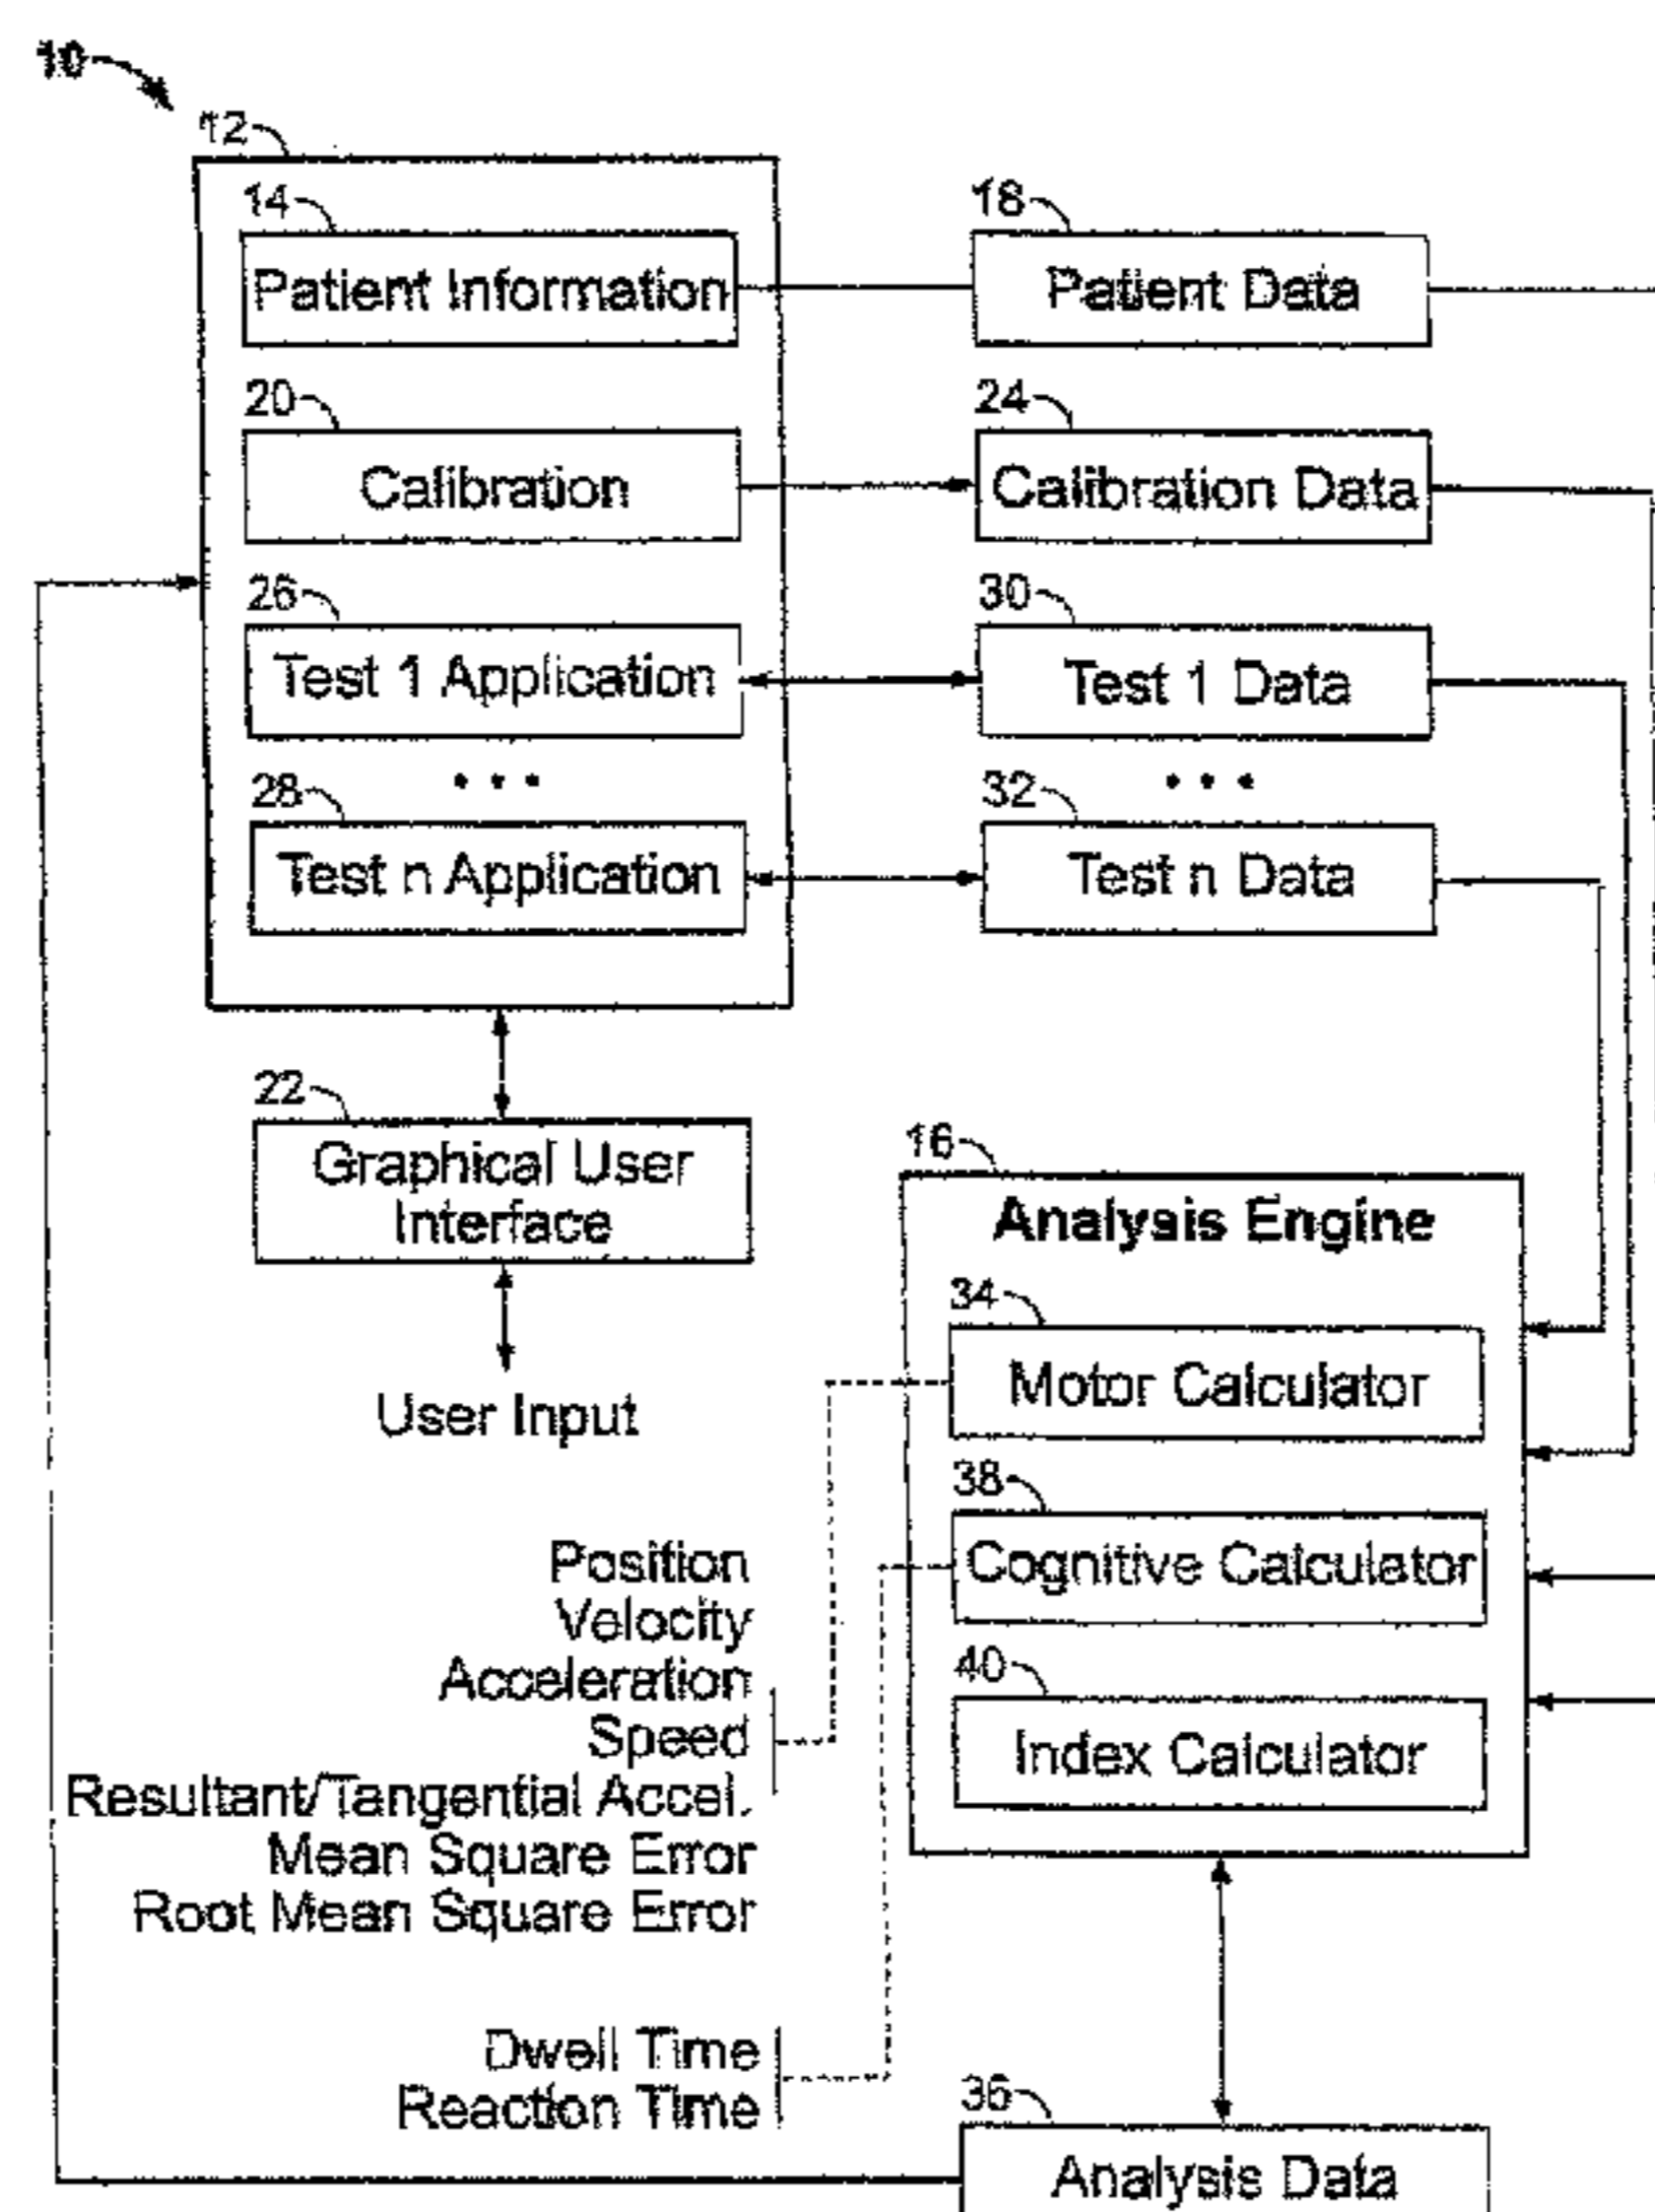 10
12
14
Patient Information
18
Patient Data
20
Calibration
24
Calibration Data
26
Test 1 Application
30
Test 1 Data
• • •
• • •
28
Test n Application
32
Test n Data
22
Graphical User
Interface
User Input
16
Analysis Engine
34
Motor Calculator
38
Cognitive Calculator
40
Index Calculator
Position
Velocity
Acceleration
Speed
Resultant/Tangential Accel.
Mean Square Error
Root Mean Square Error
Dwell Time
Reaction Time
36
Analysis Data